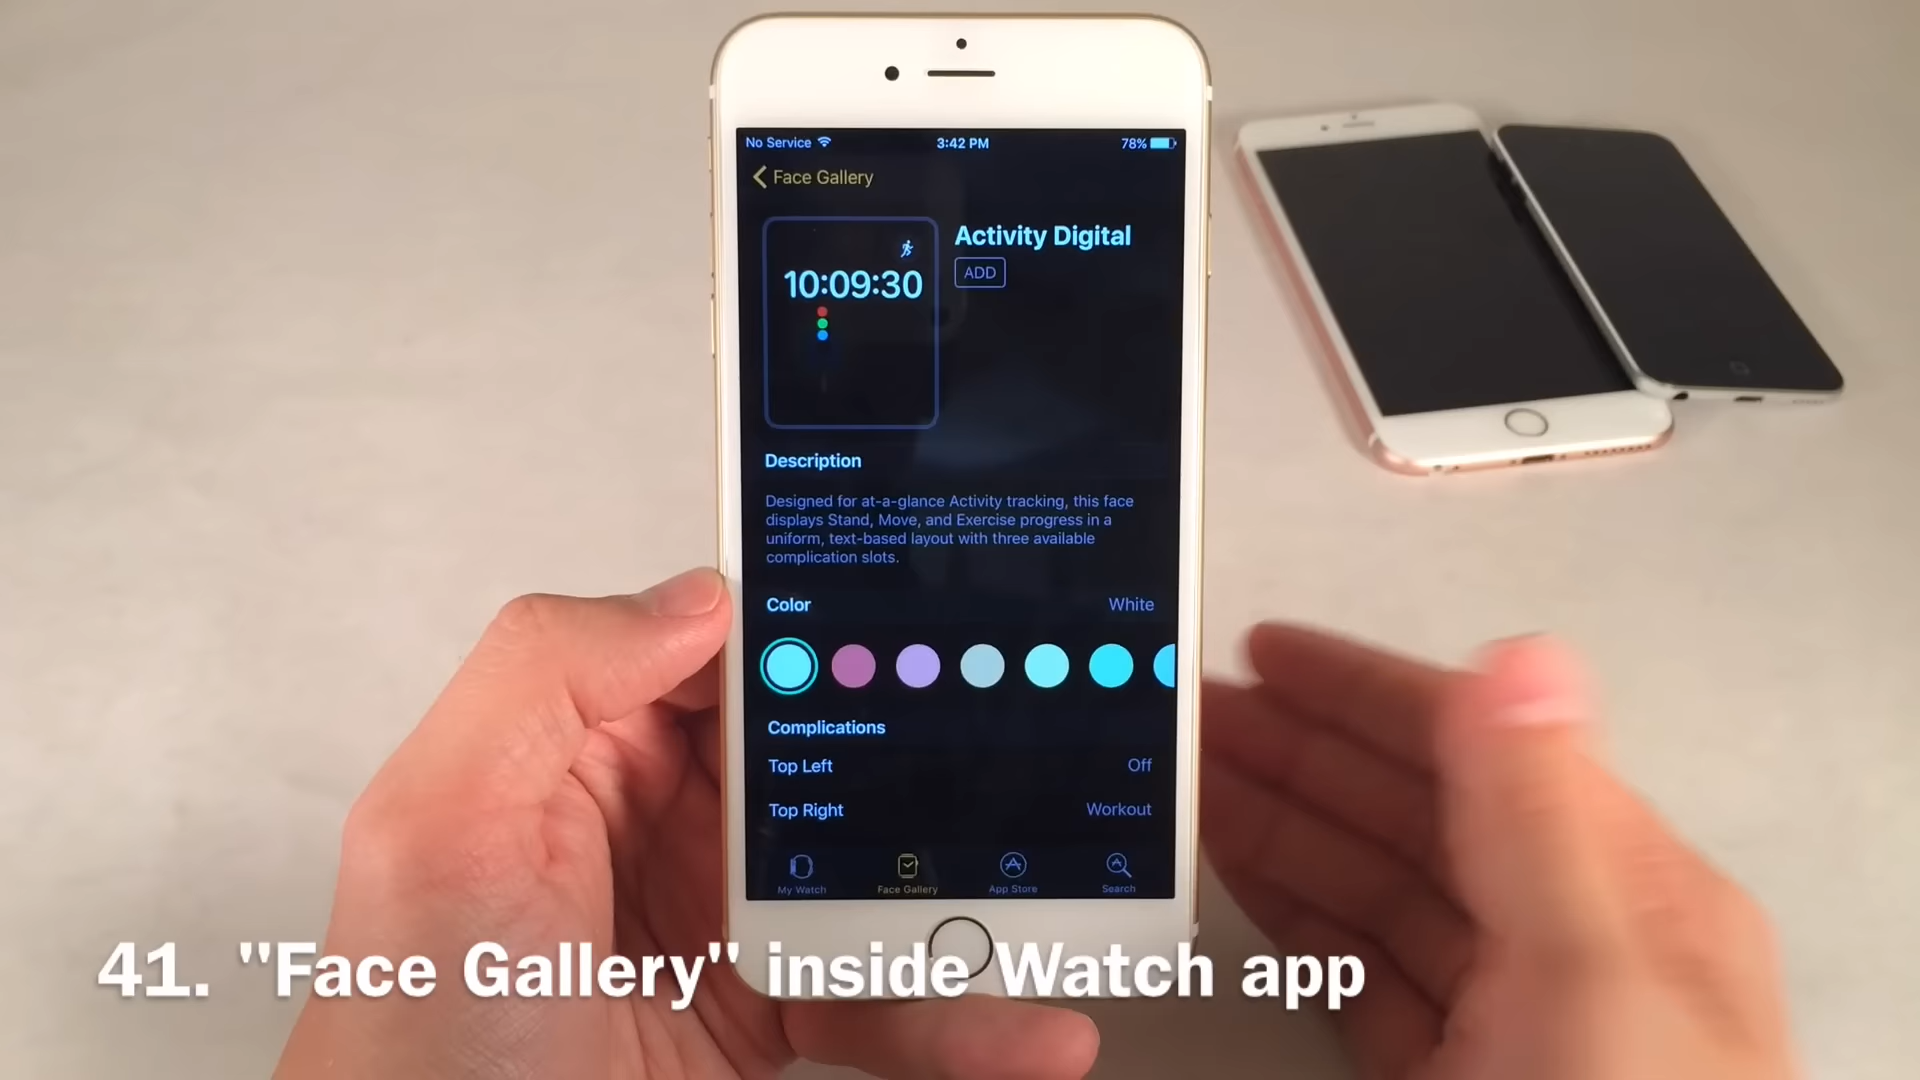 No Service
3:42 PM
78%
Face Gallery
10:09:30
Activity Digital
ADD
Description
Designed for at-a-glance Activity tracking, this face
displays Stand, Move, and Exercise progress in a
uniform, text-based layout with three available
complication slots.
Color
White
Complications
Top Left
Off
Top Right
Workout
My Watch
Face Gallery
App Store
Search
41. "Face Gallery" inside Watch app